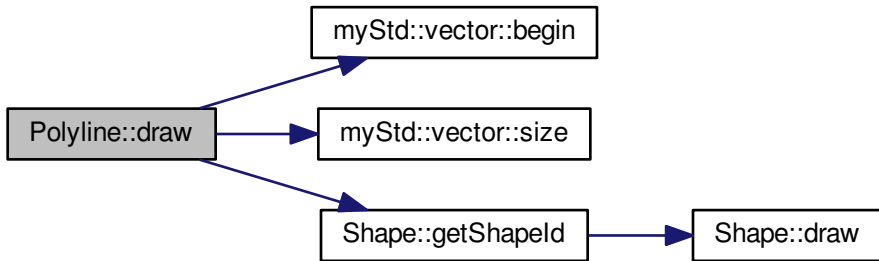 myStd::vector::begin
Polyline::draw
myStd::vector::size
Shape::getShapeId
Shape::draw